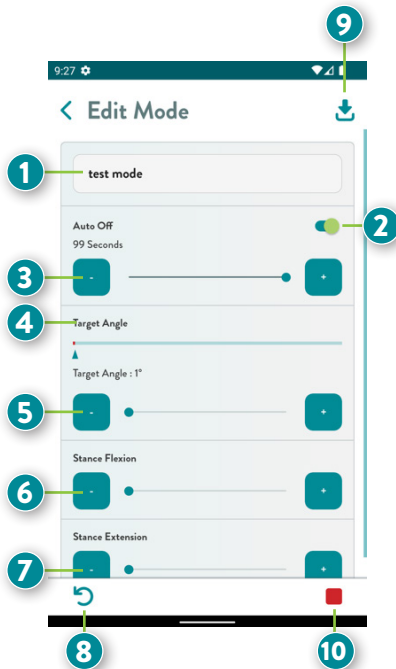 9
9:27
Edit Mode
1
test mode
Auto Off
2
99 Seconds
3
-
+
4
Target Angle
Target Angle : 1°
5
-
+
Stance Flexion
6
-
+
Stance Extension
7
-
+
8
10